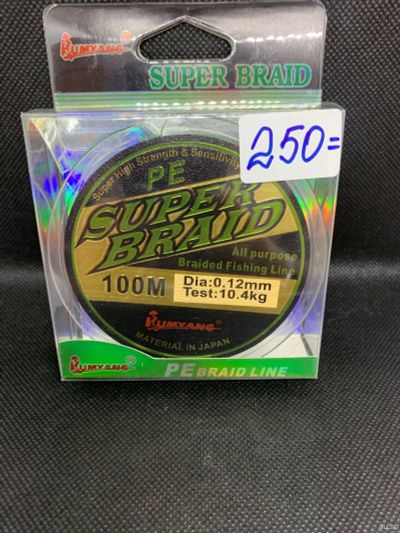 KUMYANG®
SUPER BRAID
250=
Super High Strength & Sensitivity
PE
SUPER
BRAID
All purpose
Braided Fishing Line
100M
Dia:0.12mm
Test:10.4kg
KUMYANG
MATERIAL IN JAPAN
KUMYANG®
PE BRAID LINE